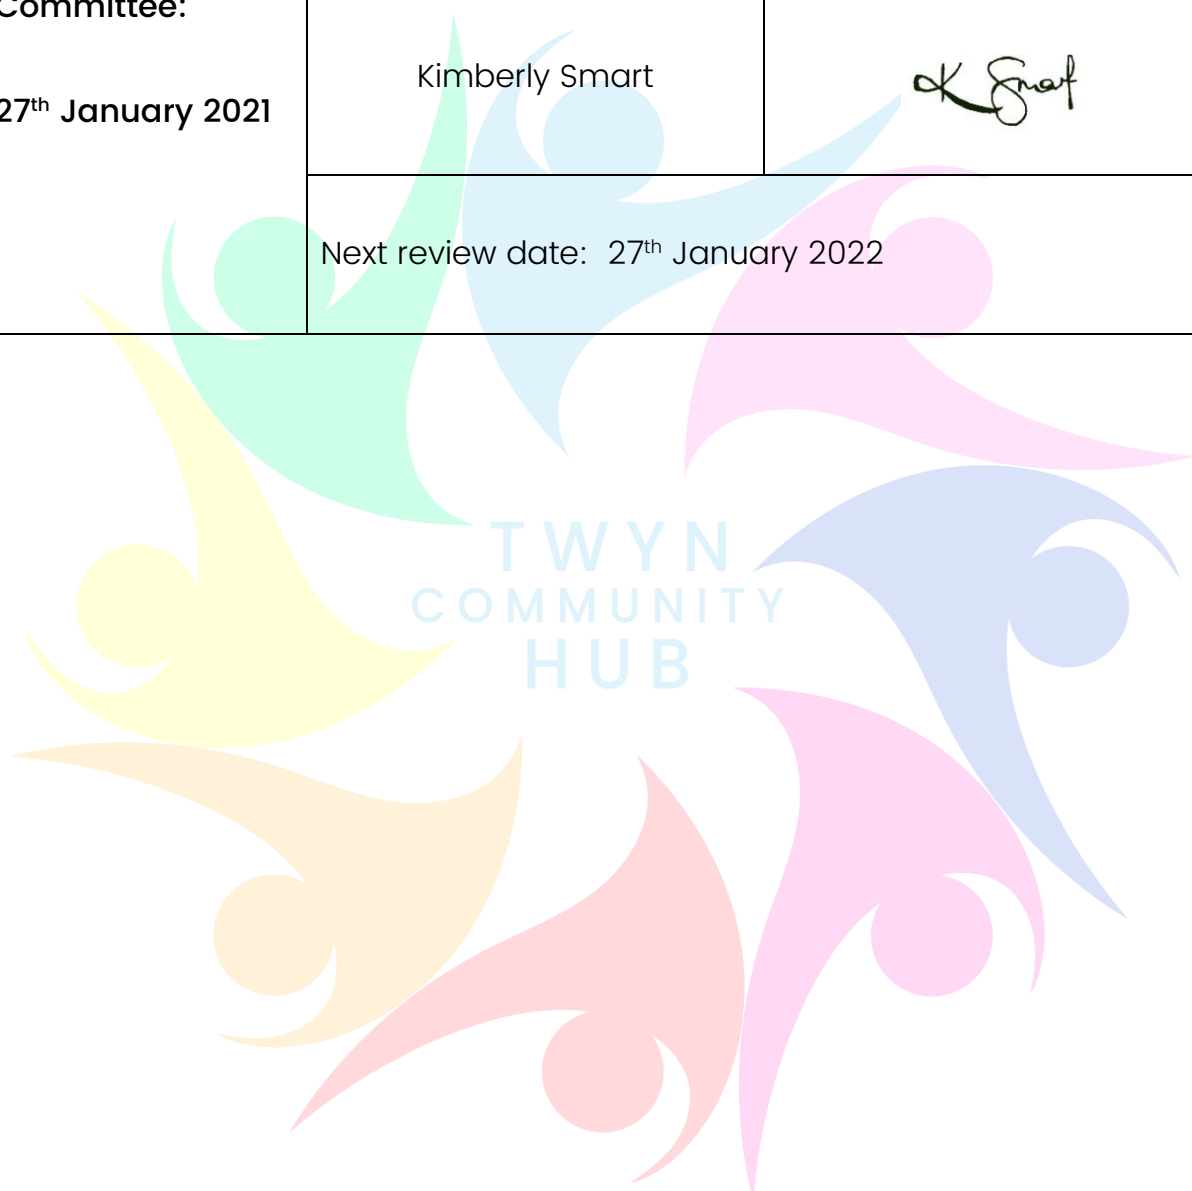 Committee:
27th January 2021
Kimberly Smart
K Smart
Next review date: 27th January 2022
TWYN
COMMUNITY
HUB